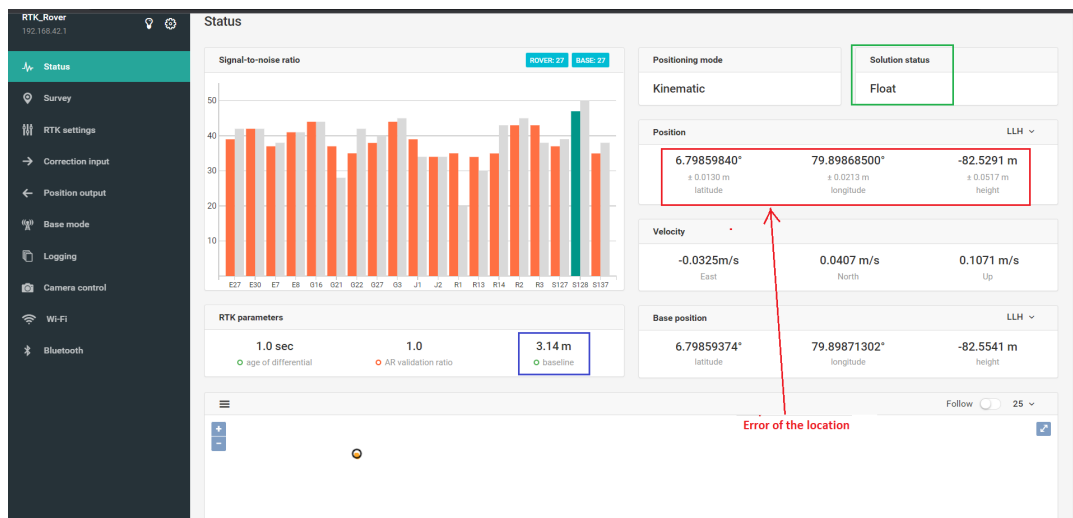 RTK_Rover
192.168.42.1
Status
Survey
RTK settings
Correction input
Position output
Base mode
Logging
Camera control
Wi-Fi
Bluetooth
Status
Signal-to-noise ratio
ROVER: 27 BASE: 27
50
40
30
20
10
E27 E30 E7 E8 G16 G21 G22 G27 G3 J1 J2 R1 R13 R14 R2 R3 S127 S128 S137
RTK parameters
1.0 sec 1.0 3.14 m
age of differential AR validation ratio baseline
Positioning mode
Kinematic
Solution status
Float
Position LLH
6.79859840° 79.89868500° -82.5291 m
± 0.0130 m ± 0.0213 m ± 0.0517 m
latitude longitude height
Velocity
-0.0325m/s 0.0407 m/s 0.1071 m/s
East North Up
Base position LLH
6.79859374° 79.89871302° -82.5541 m
latitude longitude height
Follow 25
+
-
Error of the location